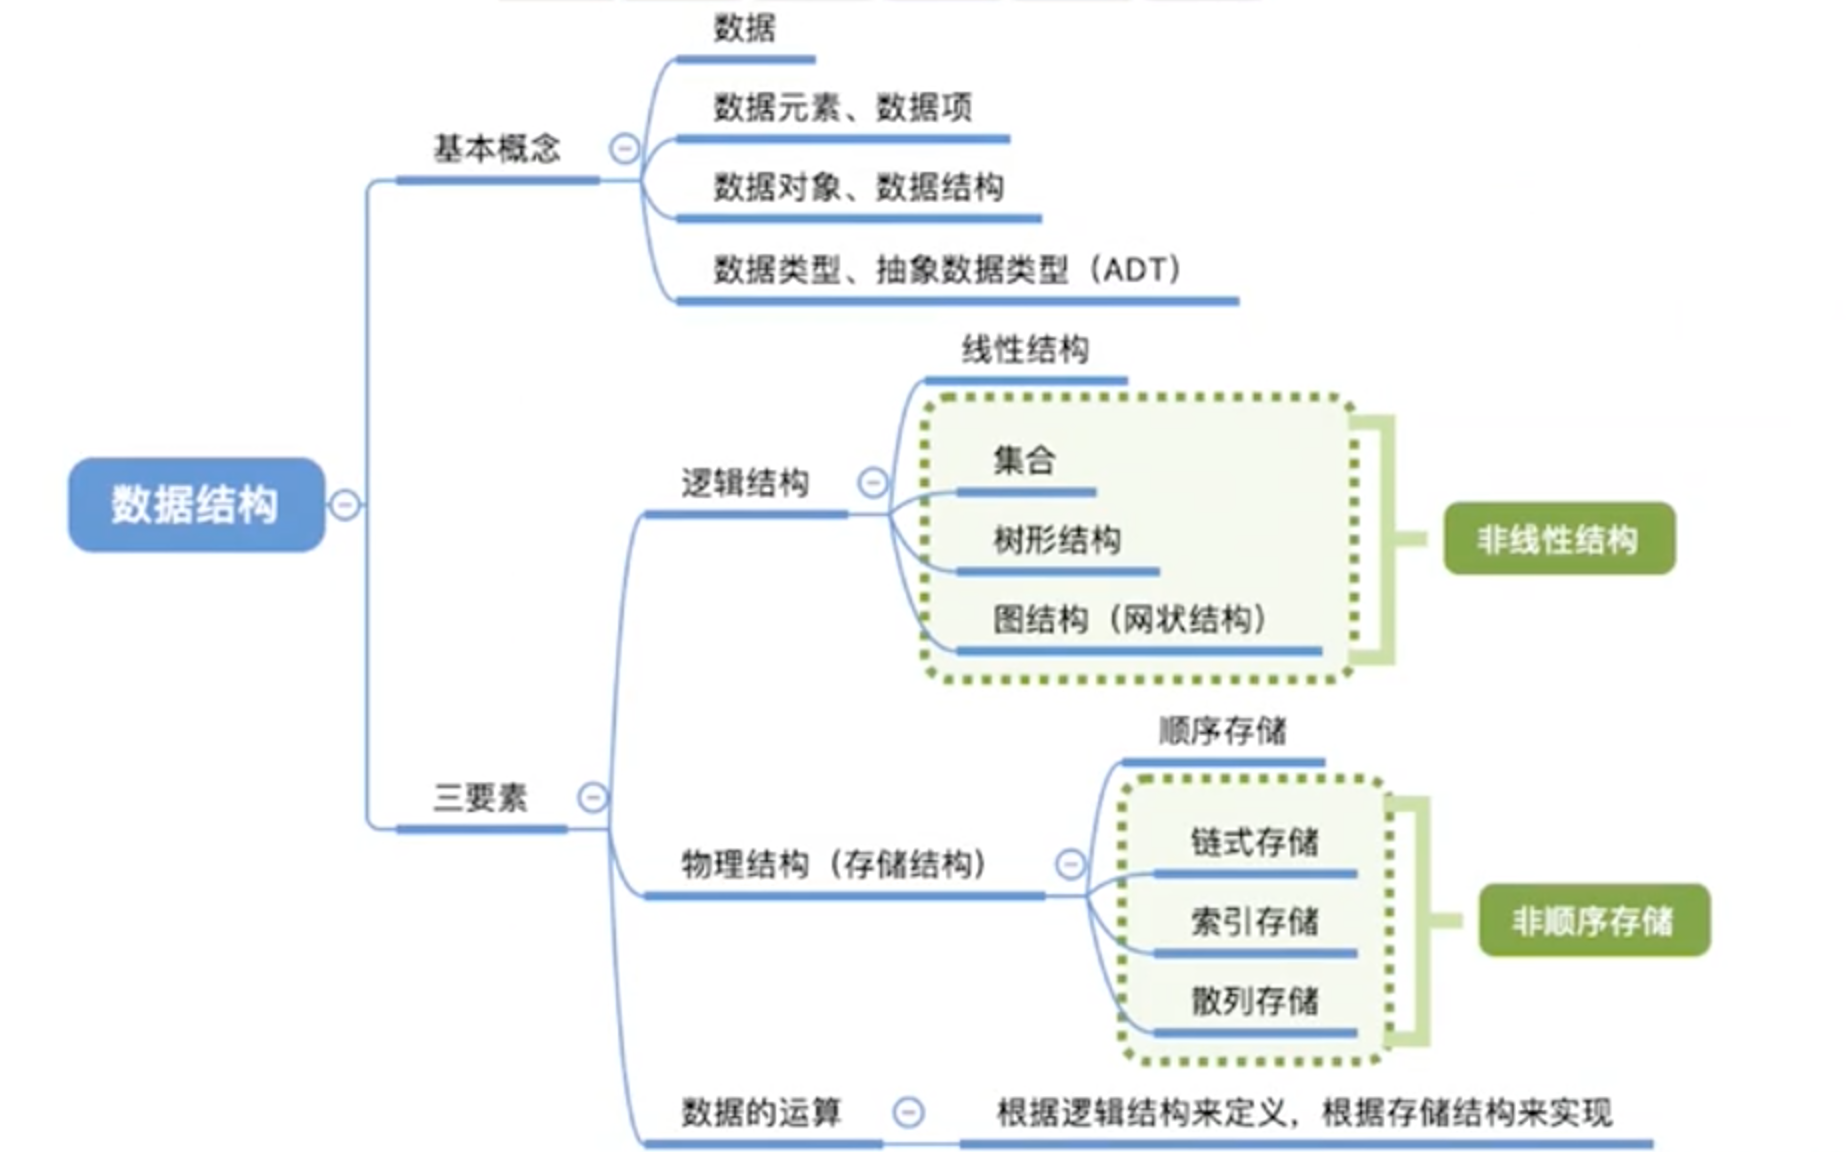 数据
数据元素、数据项
基本概念
数据对象、数据结构
数据类型、抽象数据类型（ADT）
线性结构
集合
逻辑结构
数据结构
树形结构
非线性结构
图结构（网状结构）
顺序存储
三要素
链式存储
物理结构（存储结构）
索引存储
非顺序存储
散列存储
数据的运算
根据逻辑结构来定义，根据存储结构来实现